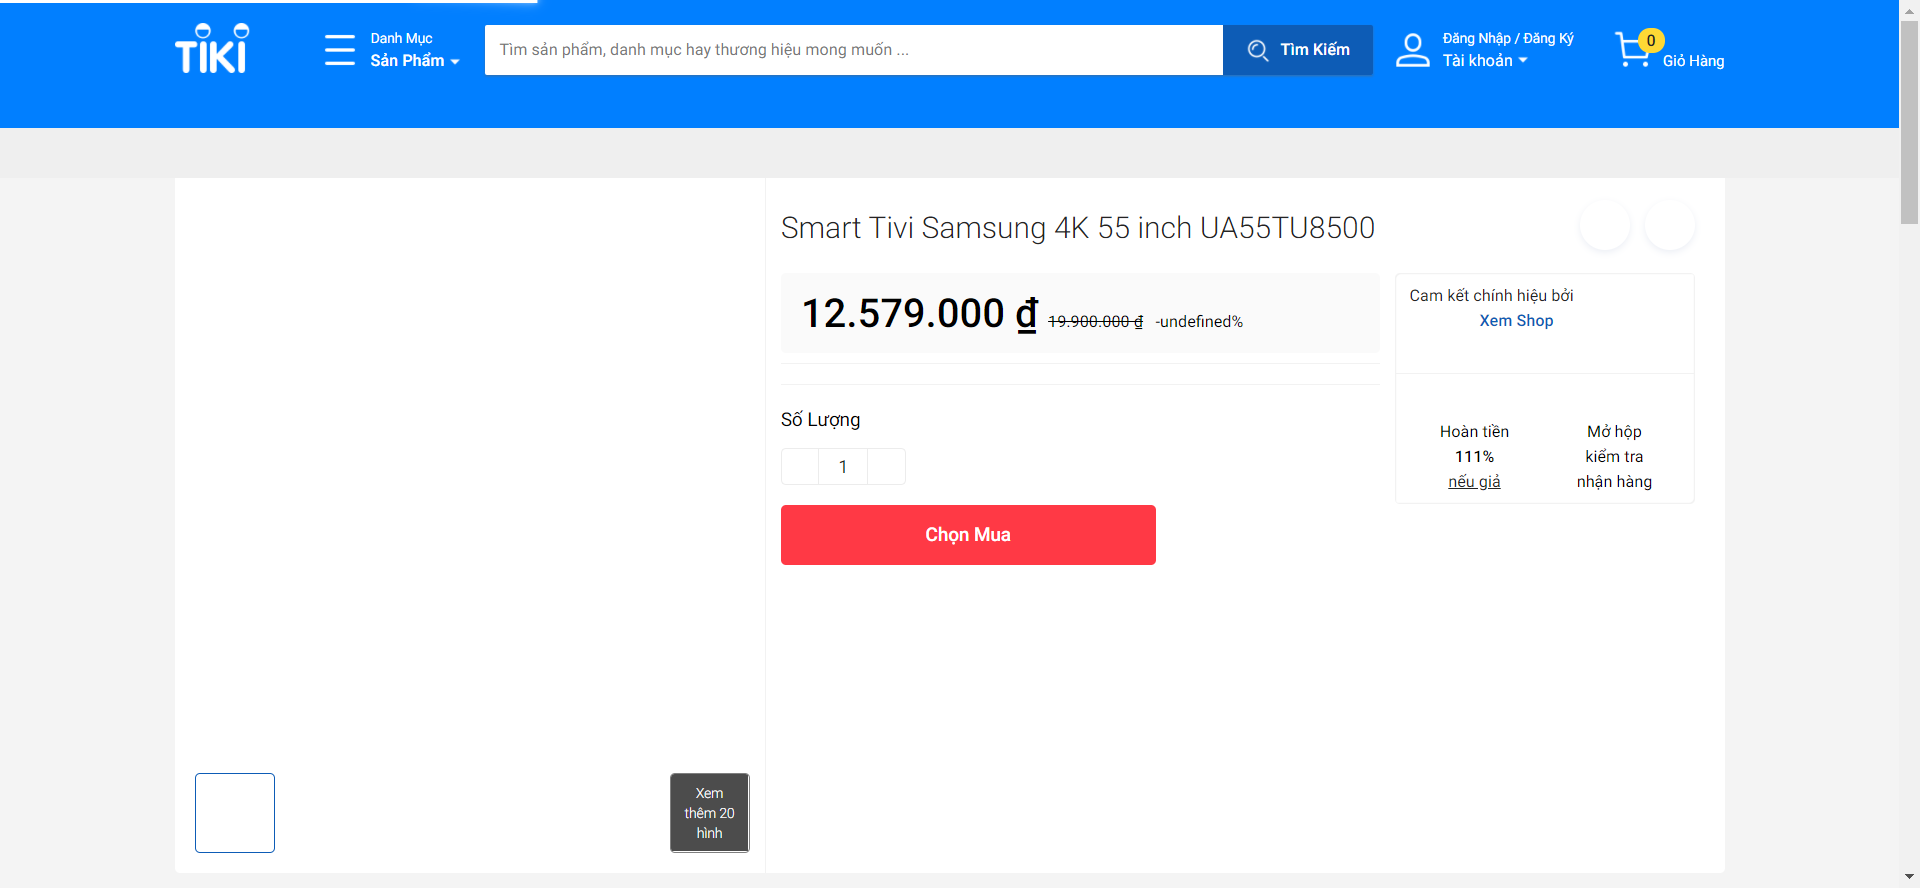 TIKI
Danh Mục
Sản Phẩm
Tìm sản phẩm, danh mục hay thương hiệu mong muốn ...
Tìm Kiếm
Đăng Nhập / Đăng Ký
Tài khoản
0
Giỏ Hàng
Smart Tivi Samsung 4K 55 inch UA55TU8500
12.579.000 ₫ 19.900.000 ₫ -undefined%
Cam kết chính hiệu bởi
Xem Shop
Số Lượng
1
Chọn Mua
Hoàn tiền
111%
nếu giả
Mở hộp
kiểm tra
nhận hàng
Xem
thêm 20
hình